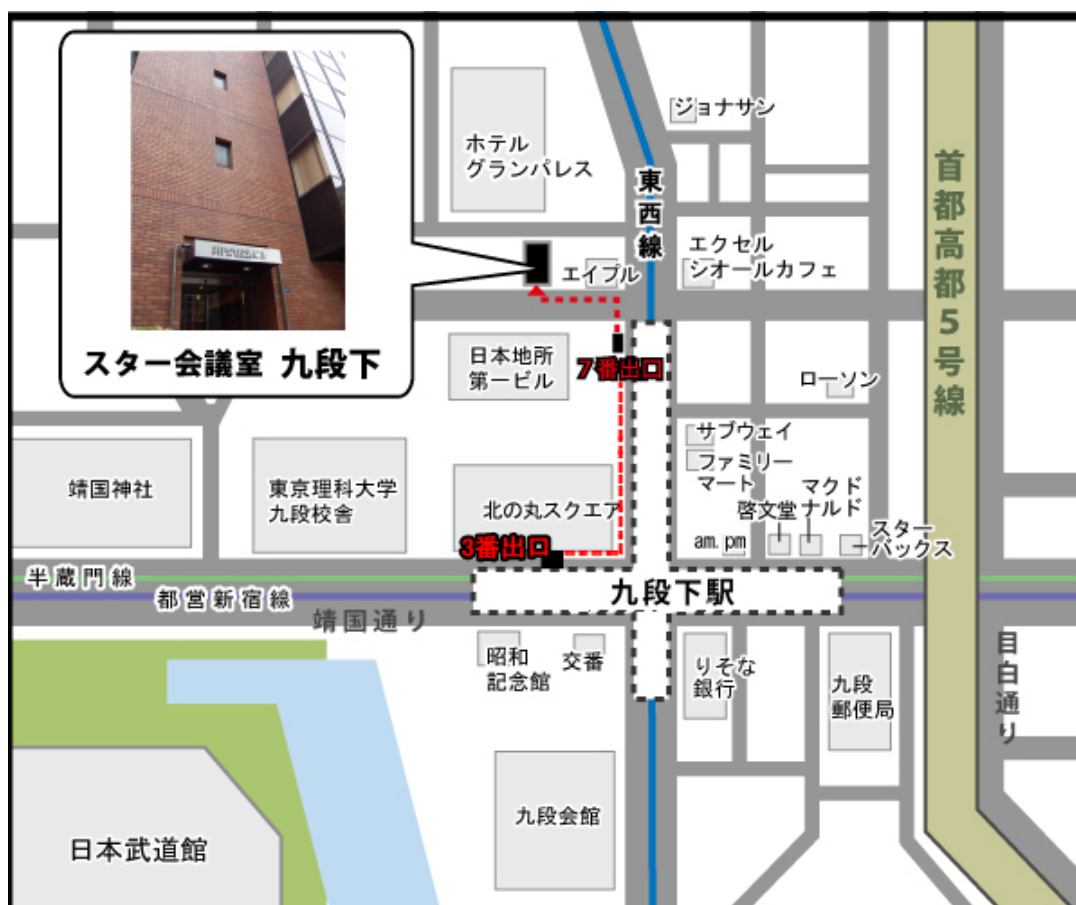 ジョナサン
ホテル
グランパレス
東西線
エクセル
シオールカフェ
エイプル
首都高都5号線
スター会議室 九段下
日本地所
第一ビル
7番出口
ローソン
サブウェイ
ファミリー
マート
マクド
ナルド
啓文堂
スター
バックス
am. pm
靖国神社
東京理科大学
九段校舎
北の丸スクエア
3番出口
半蔵門線
都営新宿線
靖国通り
九段下駅
昭和
記念館
交番
りそな
銀行
九段
郵便局
目白通り
九段会館
日本武道館